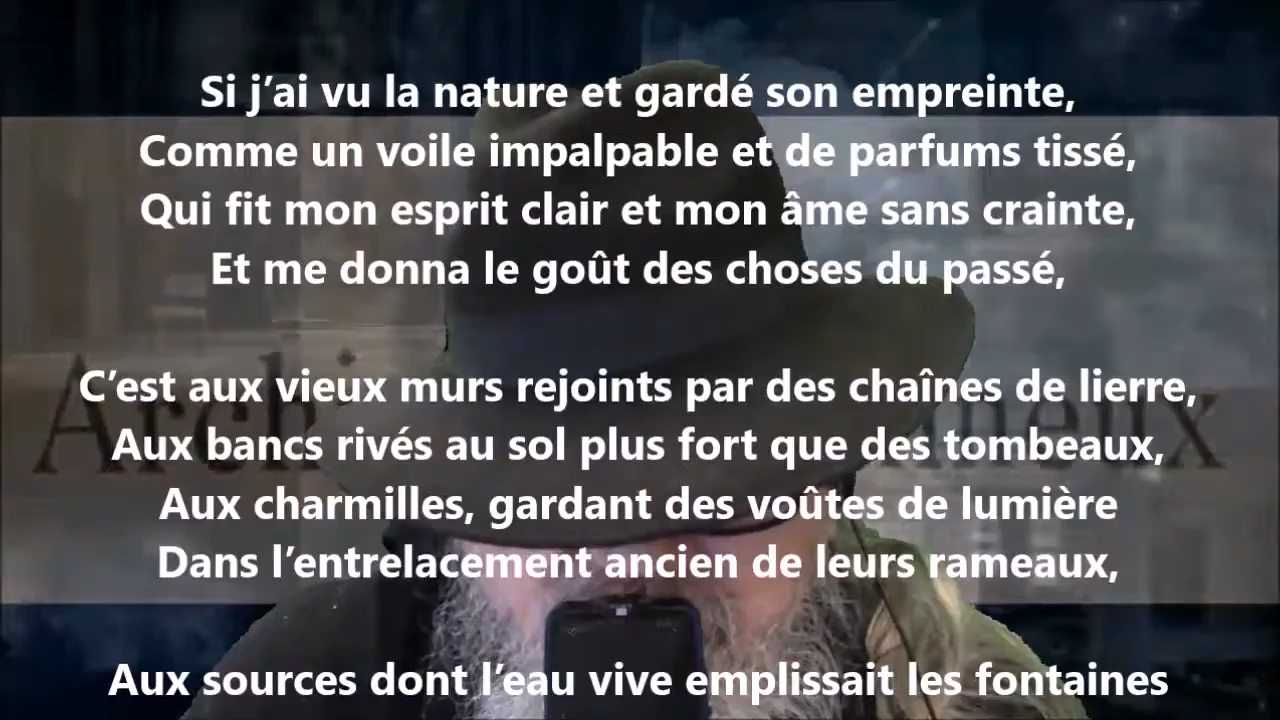 Si j’ai vu la nature et gardé son empreinte,
Comme un voile impalpable et de parfums tissé,
Qui fit mon esprit clair et mon âme sans crainte,
Et me donna le goût des choses du passé,
C’est aux vieux murs rejoints par des chaînes de lierre,
Aux bancs rivés au sol plus fort que des tombeaux,
Aux charmilles, gardant des voûtes de lumière
Dans l’entrelacement ancien de leurs rameaux,
Aux sources dont l’eau vive emplissait les fontaines